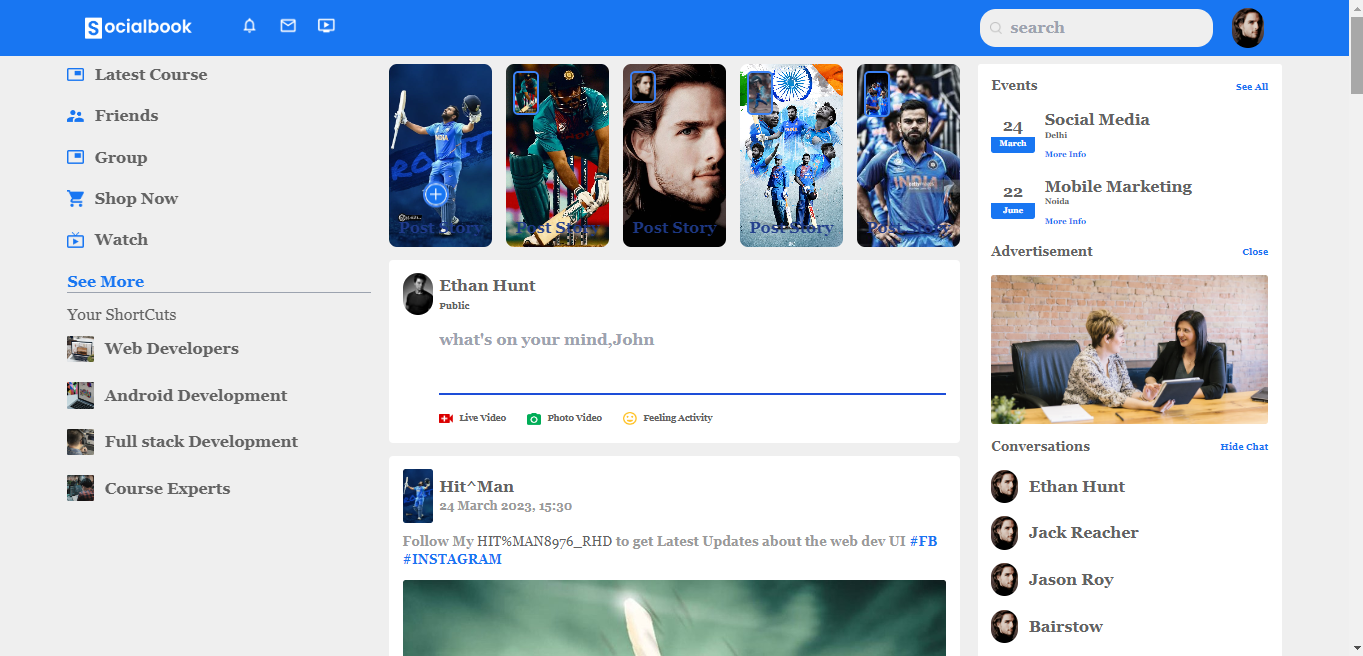 Socialbook
search
Latest Course
Friends
Group
Shop Now
Watch
See More
Your ShortCuts
Web Developers
Android Development
Full stack Development
Course Experts
Post Story
Post Story
Post Story
Post Story
Post Story
INDIA
Ethan Hunt
Public
what's on your mind,John
Live Video
Photo Video
Feeling Activity
Hit^Man
24 March 2023, 15:30
Follow My HIT%MAN8976_RHD to get Latest Updates about the web dev UI #FB
#INSTAGRAM
Events
See All
24
March
Social Media
Delhi
More Info
22
June
Mobile Marketing
Noida
More Info
Advertisement
Close
Conversations
Hide Chat
Ethan Hunt
Jack Reacher
Jason Roy
Bairstow